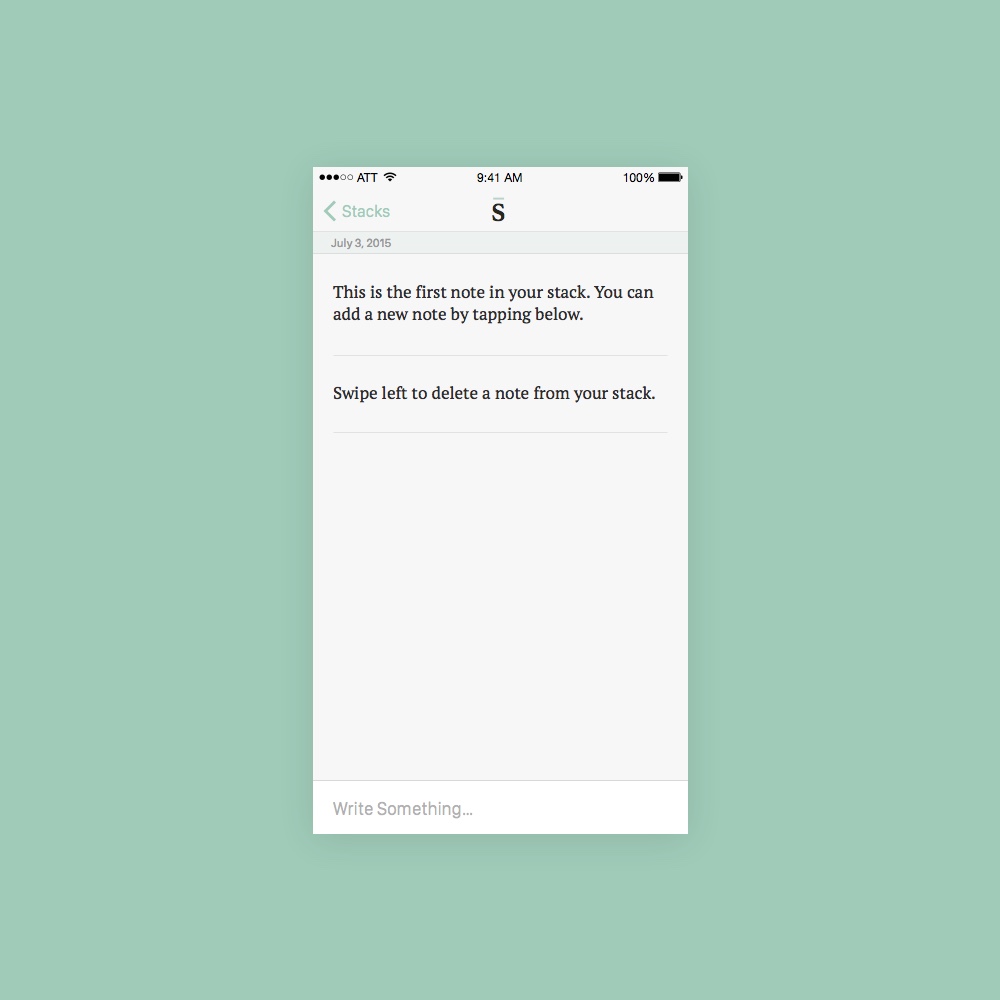 ATT 9:41 AM 100%
Stacks S
July 3, 2015
This is the first note in your stack. You can
add a new note by tapping below.
Swipe left to delete a note from your stack.
Write Something...